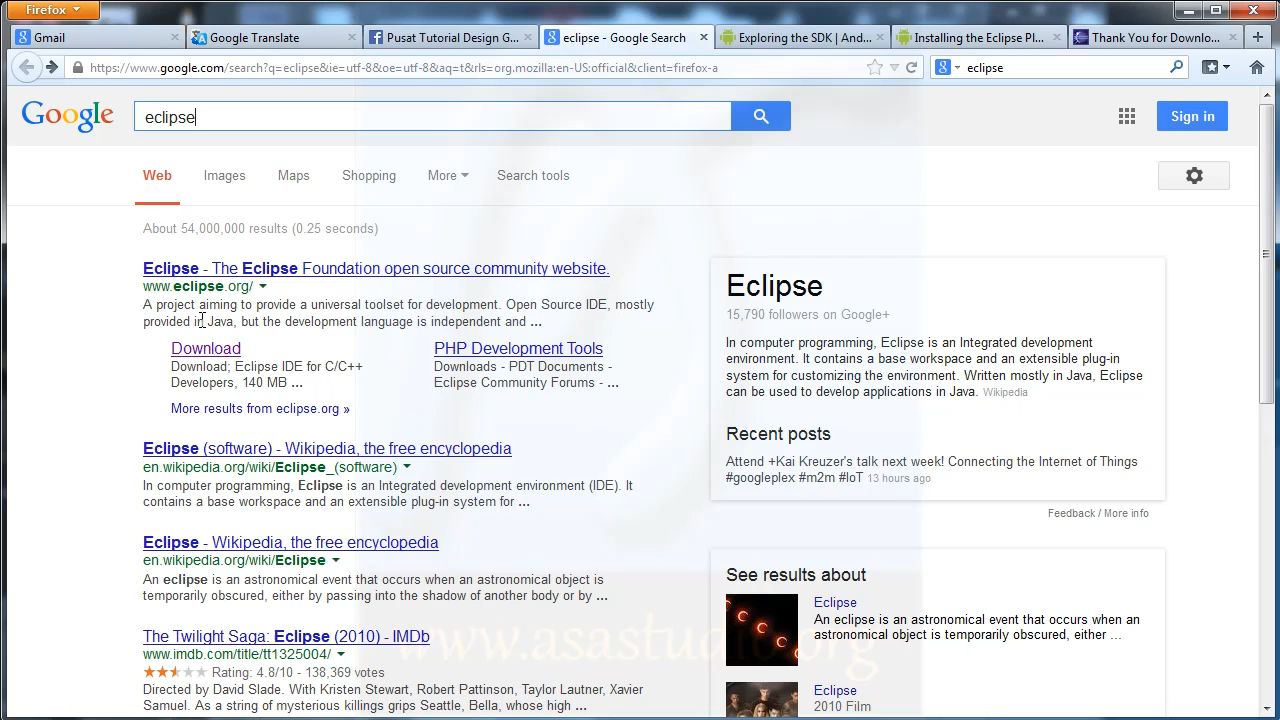 Firefox
Gmail
Google Translate
Pusat Tutorial Design G...
eclipse - Google Search
Exploring the SDK | And...
Installing the Eclipse Pl...
Thank You for Downlo...
https://www.google.com/search?q=eclipse&ie=utf-8&oe=utf-8&aq=t&rls=org.mozilla:en-US:official&client=firefox-a
eclipse
Google
eclipse
Sign in
Web
Images
Maps
Shopping
More
Search tools
About 54,000,000 results (0.25 seconds)
Eclipse - The Eclipse Foundation open source community website.
www.eclipse.org/
A project aiming to provide a universal toolset for development. Open Source IDE, mostly
provided in Java, but the development language is independent and ...
Download
Download; Eclipse IDE for C/C++
Developers, 140 MB ...
PHP Development Tools
Downloads - PDT Documents -
Eclipse Community Forums - ...
More results from eclipse.org »
Eclipse (software) - Wikipedia, the free encyclopedia
en.wikipedia.org/wiki/Eclipse_(software)
In computer programming, Eclipse is an Integrated development environment (IDE). It
contains a base workspace and an extensible plug-in system for ...
Eclipse - Wikipedia, the free encyclopedia
en.wikipedia.org/wiki/Eclipse
An eclipse is an astronomical event that occurs when an astronomical object is
temporarily obscured, either by passing into the shadow of another body or by ...
The Twilight Saga: Eclipse (2010) - IMDb
www.imdb.com/title/tt1325004/
Rating: 4.8/10 - 138,369 votes
Directed by David Slade. With Kristen Stewart, Robert Pattinson, Taylor Lautner, Xavier
Samuel. As a string of mysterious killings grips Seattle, Bella, whose high ...
Eclipse
15,790 followers on Google+
In computer programming, Eclipse is an Integrated development
environment. It contains a base workspace and an extensible plug-in
system for customizing the environment. Written mostly in Java, Eclipse
can be used to develop applications in Java. Wikipedia
Recent posts
Attend +Kai Kreuzer's talk next week! Connecting the Internet of Things
#googleplex #m2m #IoT 13 hours ago
Feedback / More info
See results about
Eclipse
An eclipse is an astronomical event that occurs when an
astronomical object is temporarily obscured, either ...
Eclipse
2010 Film
www.asastudio.org